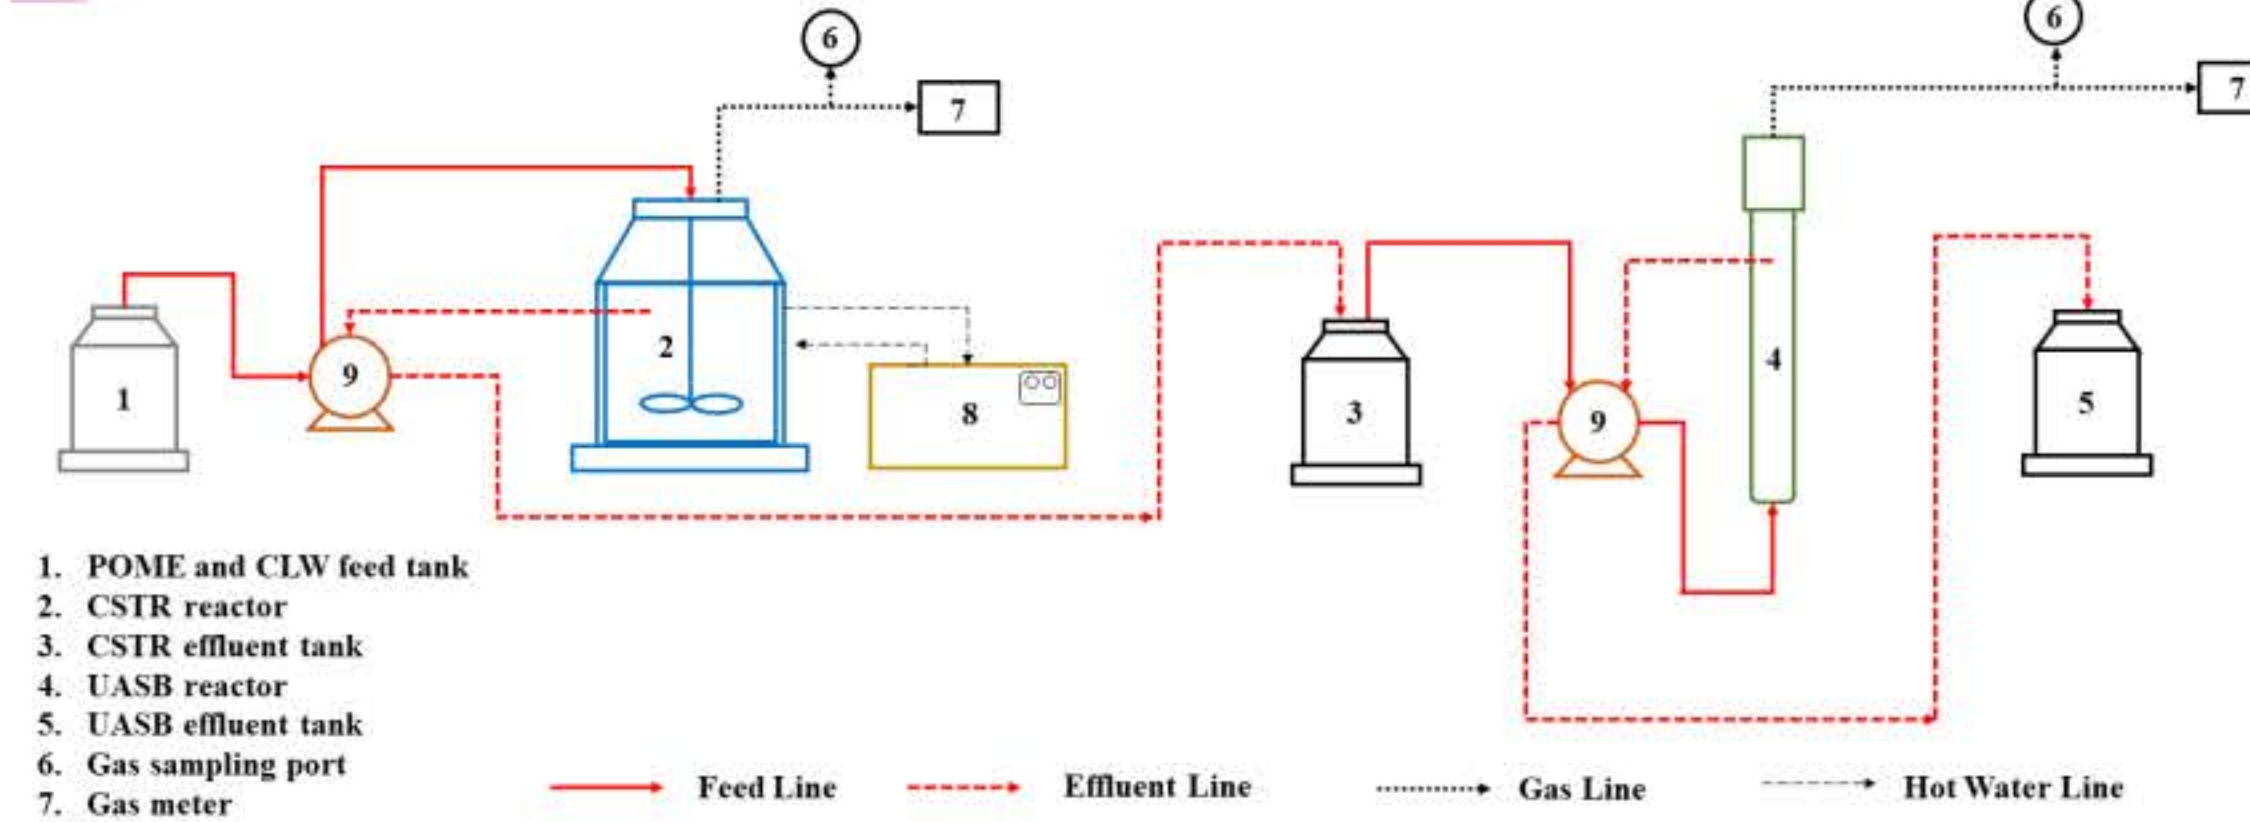 6
6
7
7
9
2
1
8
3
9
4
5
1. POME and CLW feed tank
2. CSTR reactor
3. CSTR effluent tank
4. UASB reactor
5. UASB effluent tank
6. Gas sampling port
7. Gas meter
Feed Line
Effluent Line
Gas Line
Hot Water Line